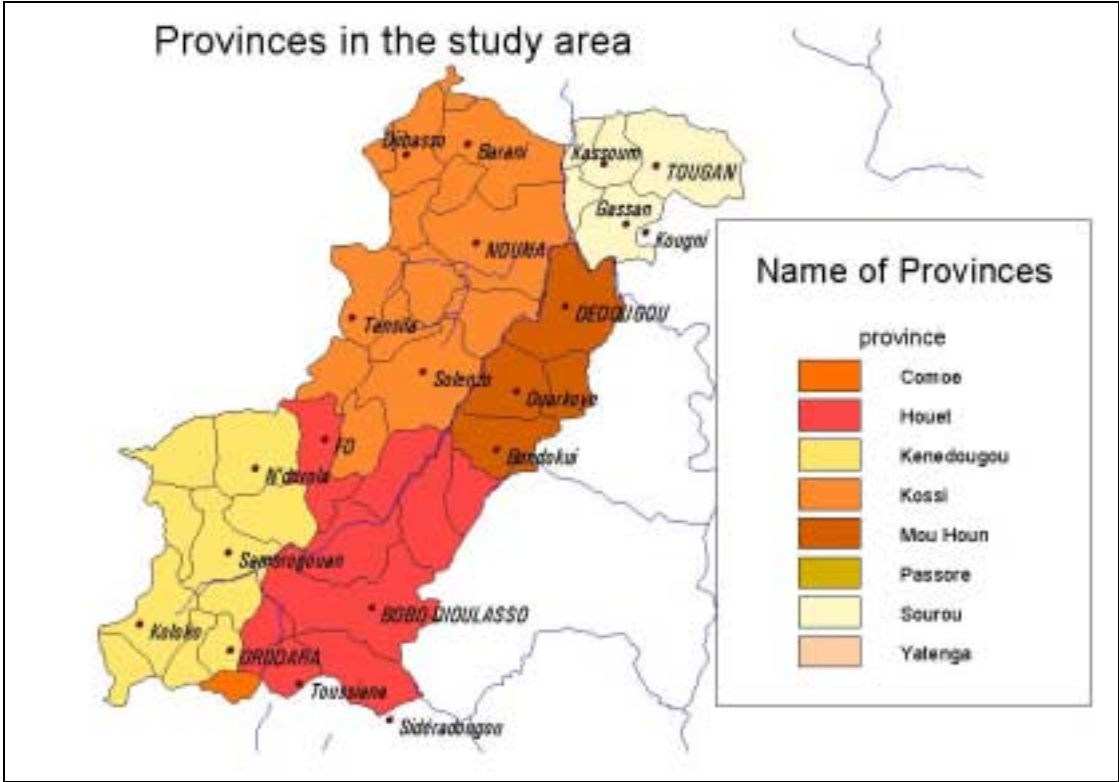 Provinces in the study area
Djibasso
Barani
Kassoum
TOUGAN
Gassan
Kougni
NOUNA
DEDOUGOU
Tansila
Solenzo
Ouarkoye
FO
Bondokui
N'dorola
Samorogouan
BOBO DIOULASSO
Koloko
ORODARA
Toussiana
Sidéradougou
Name of Provinces
province
Comoe
Houet
Kenedougou
Kossi
Mou Houn
Passore
Sourou
Yatenga